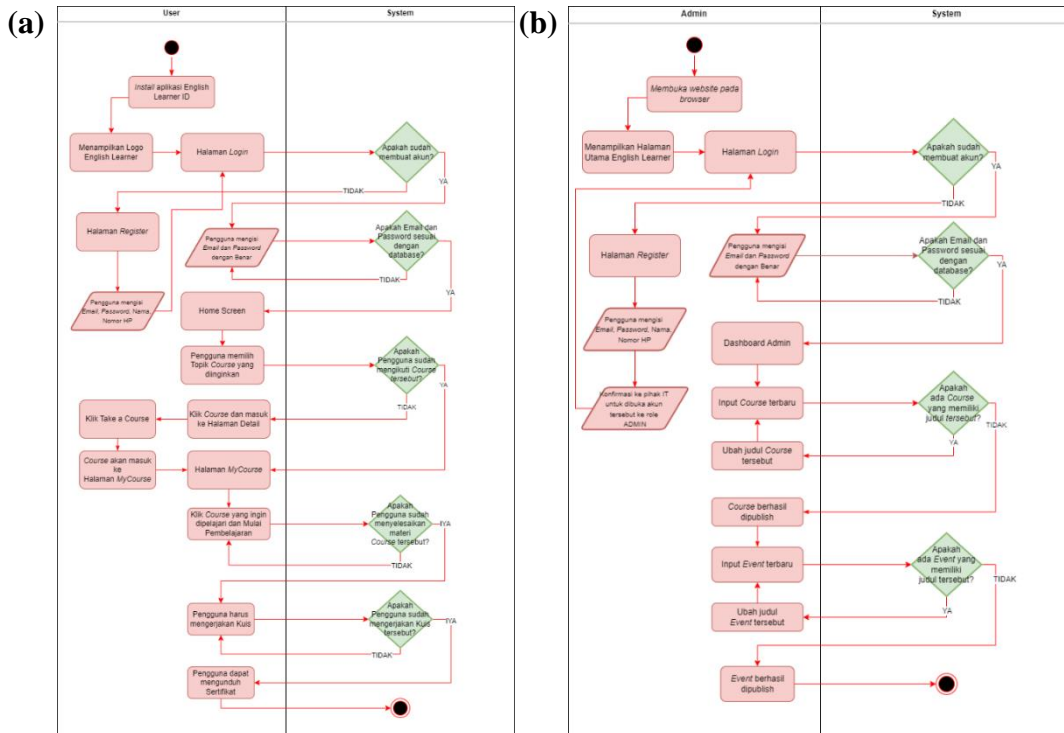 (a)
User
System
Install aplikasi English
Learner ID
Menampilkan Logo
English Learner
Halaman Login
Apakah sudah
membuat akun?
YA
TIDAK
Halaman Register
Pengguna mengisi
Email dan Password
dengan Benar
Apakah Email dan
Password sesuai
dengan
database?
TIDAK
YA
Pengguna mengisi
Email, Password, Nama,
Nomor HP
Home Screen
Pengguna memilih
Topik Course yang
diinginkan
Apakah
Pengguna sudah
mengikuti Course
tersebut?
YA
TIDAK
Klik Take a Course
Klik Course dan masuk
ke Halaman Detail
Course akan masuk
ke
Halaman MyCourse
Halaman MyCourse
Klik Course yang ingin
dipelajari dan Mulai
Pembelajaran
Apakah
Pengguna sudah
menyelesaikan
materi
Course tersebut?
IYA
TIDAK
Pengguna harus
mengerjakan Kuis
Apakah
Pengguna sudah
mengerjakan Kuis
tersebut?
IYA
TIDAK
Pengguna dapat
mengunduh
Sertifikat
(b)
Admin
System
Membuka website pada
browser
Menampilkan Halaman
Utama English Learner
Halaman Login
Apakah sudah
membuat akun?
YA
TIDAK
Halaman Register
Pengguna mengisi
Email dan Password
dengan Benar
Apakah Email dan
Password sesuai
dengan
database?
YA
TIDAK
Pengguna mengisi
Email, Password, Nama,
Nomor HP
Dashboard Admin
Konfirmasi ke pihak IT
untuk dibuka akun
tersebut ke role
ADMIN
Input Course terbaru
Apakah
ada Course
yang memiliki
judul tersebut?
TIDAK
YA
Ubah judul Course
tersebut
Course berhasil
dipublish
Input Event terbaru
Apakah
ada Event yang
memiliki
judul tersebut?
TIDAK
YA
Ubah judul
Event tersebut
Event berhasil
dipublish